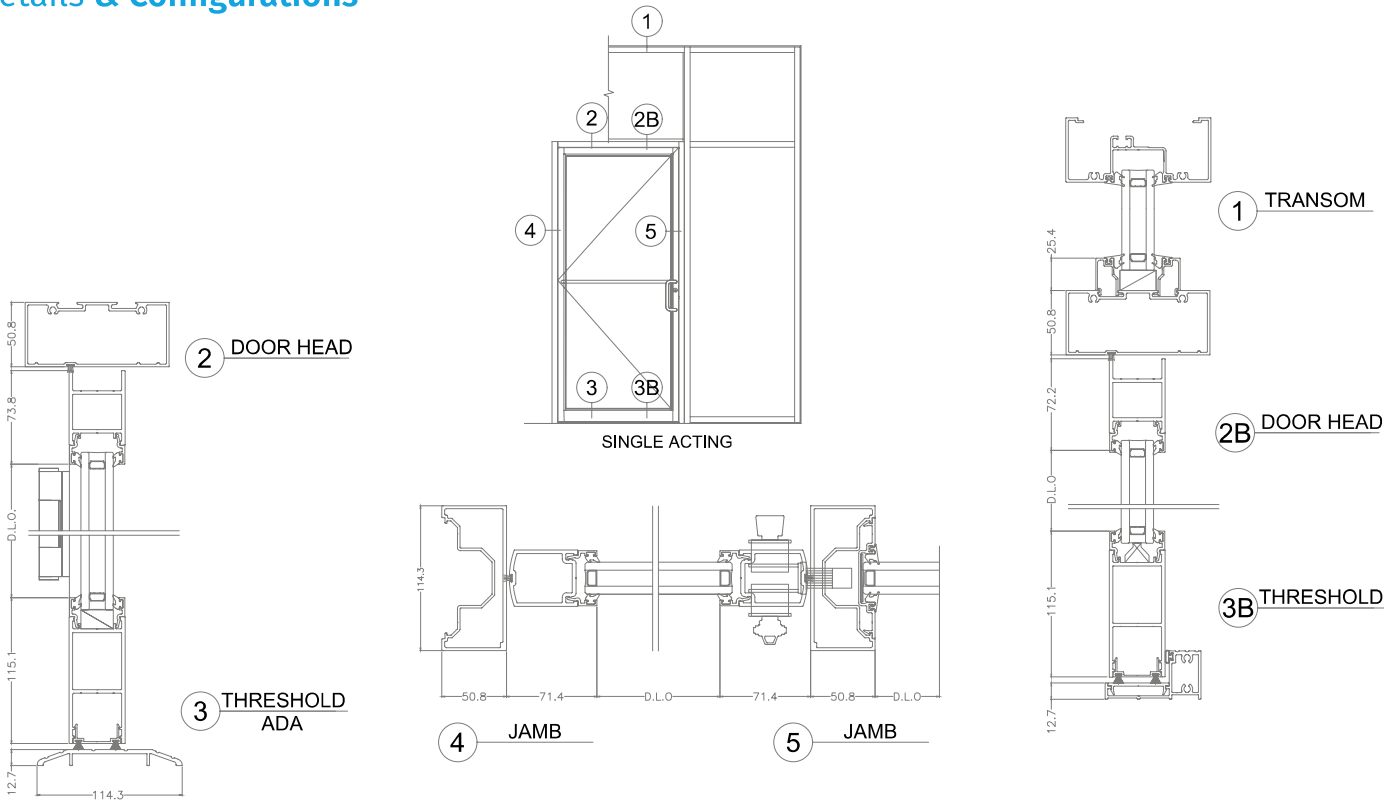 etails & Configurations
1
2
2B
4
5
3
3B
SINGLE ACTING
50.8
73.8
D.L.O.
115.1
12.7
114.3
2 DOOR HEAD
3 THRESHOLD
ADA
114.3
50.8
71.4
D.L.O
71.4
50.8
D.L.O
4 JAMB
5 JAMB
25.4
50.8
72.2
D.L.O
115.1
12.7
1 TRANSOM
2B DOOR HEAD
3B THRESHOLD